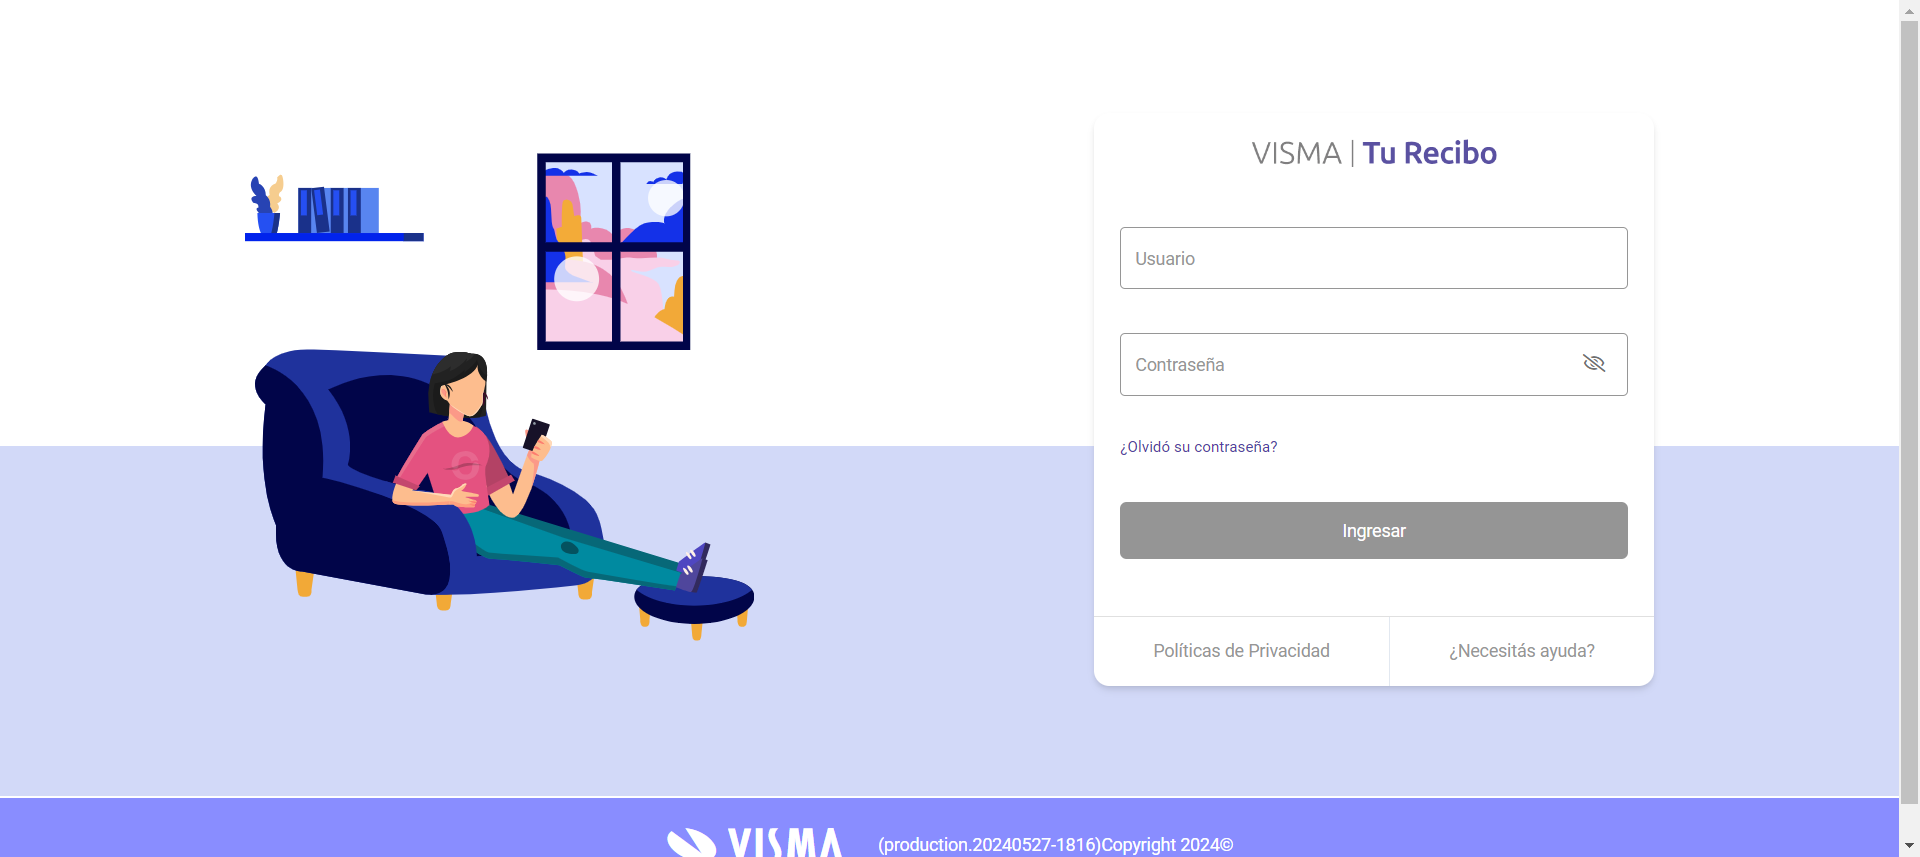 VISMA | Tu Recibo
Usuario
Contraseña
¿Olvidó su contraseña?
Ingresar
Políticas de Privacidad
¿Necesitás ayuda?
VISMA
(production.20240527-1816)Copyright 2024©